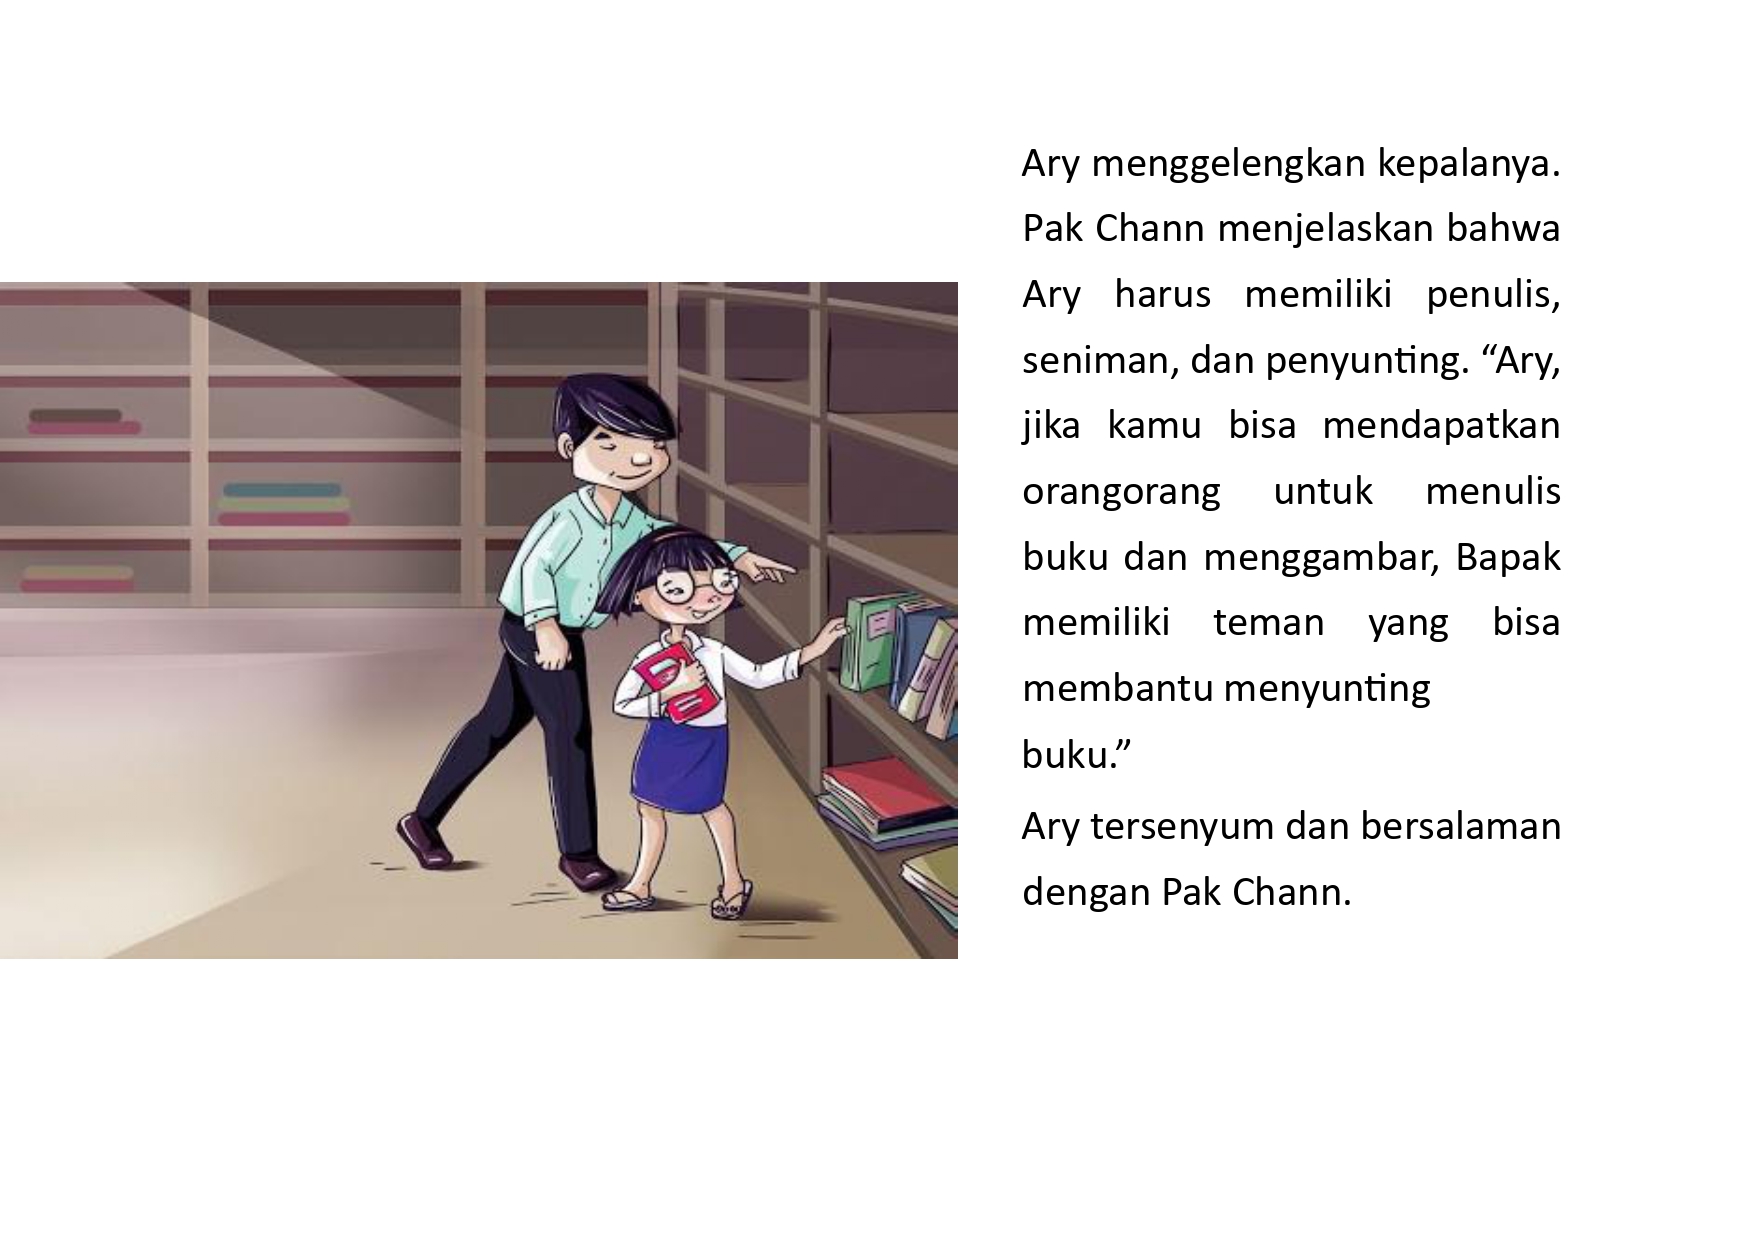 Ary menggelengkan kepalanya.
Pak Chann menjelaskan bahwa
Ary harus memiliki penulis,
seniman, dan penyunting. “Ary,
jika kamu bisa mendapatkan
orangorang untuk menulis
buku dan menggambar, Bapak
memiliki teman yang bisa
membantu menyunting
buku.”
Ary tersenyum dan bersalaman
dengan Pak Chann.